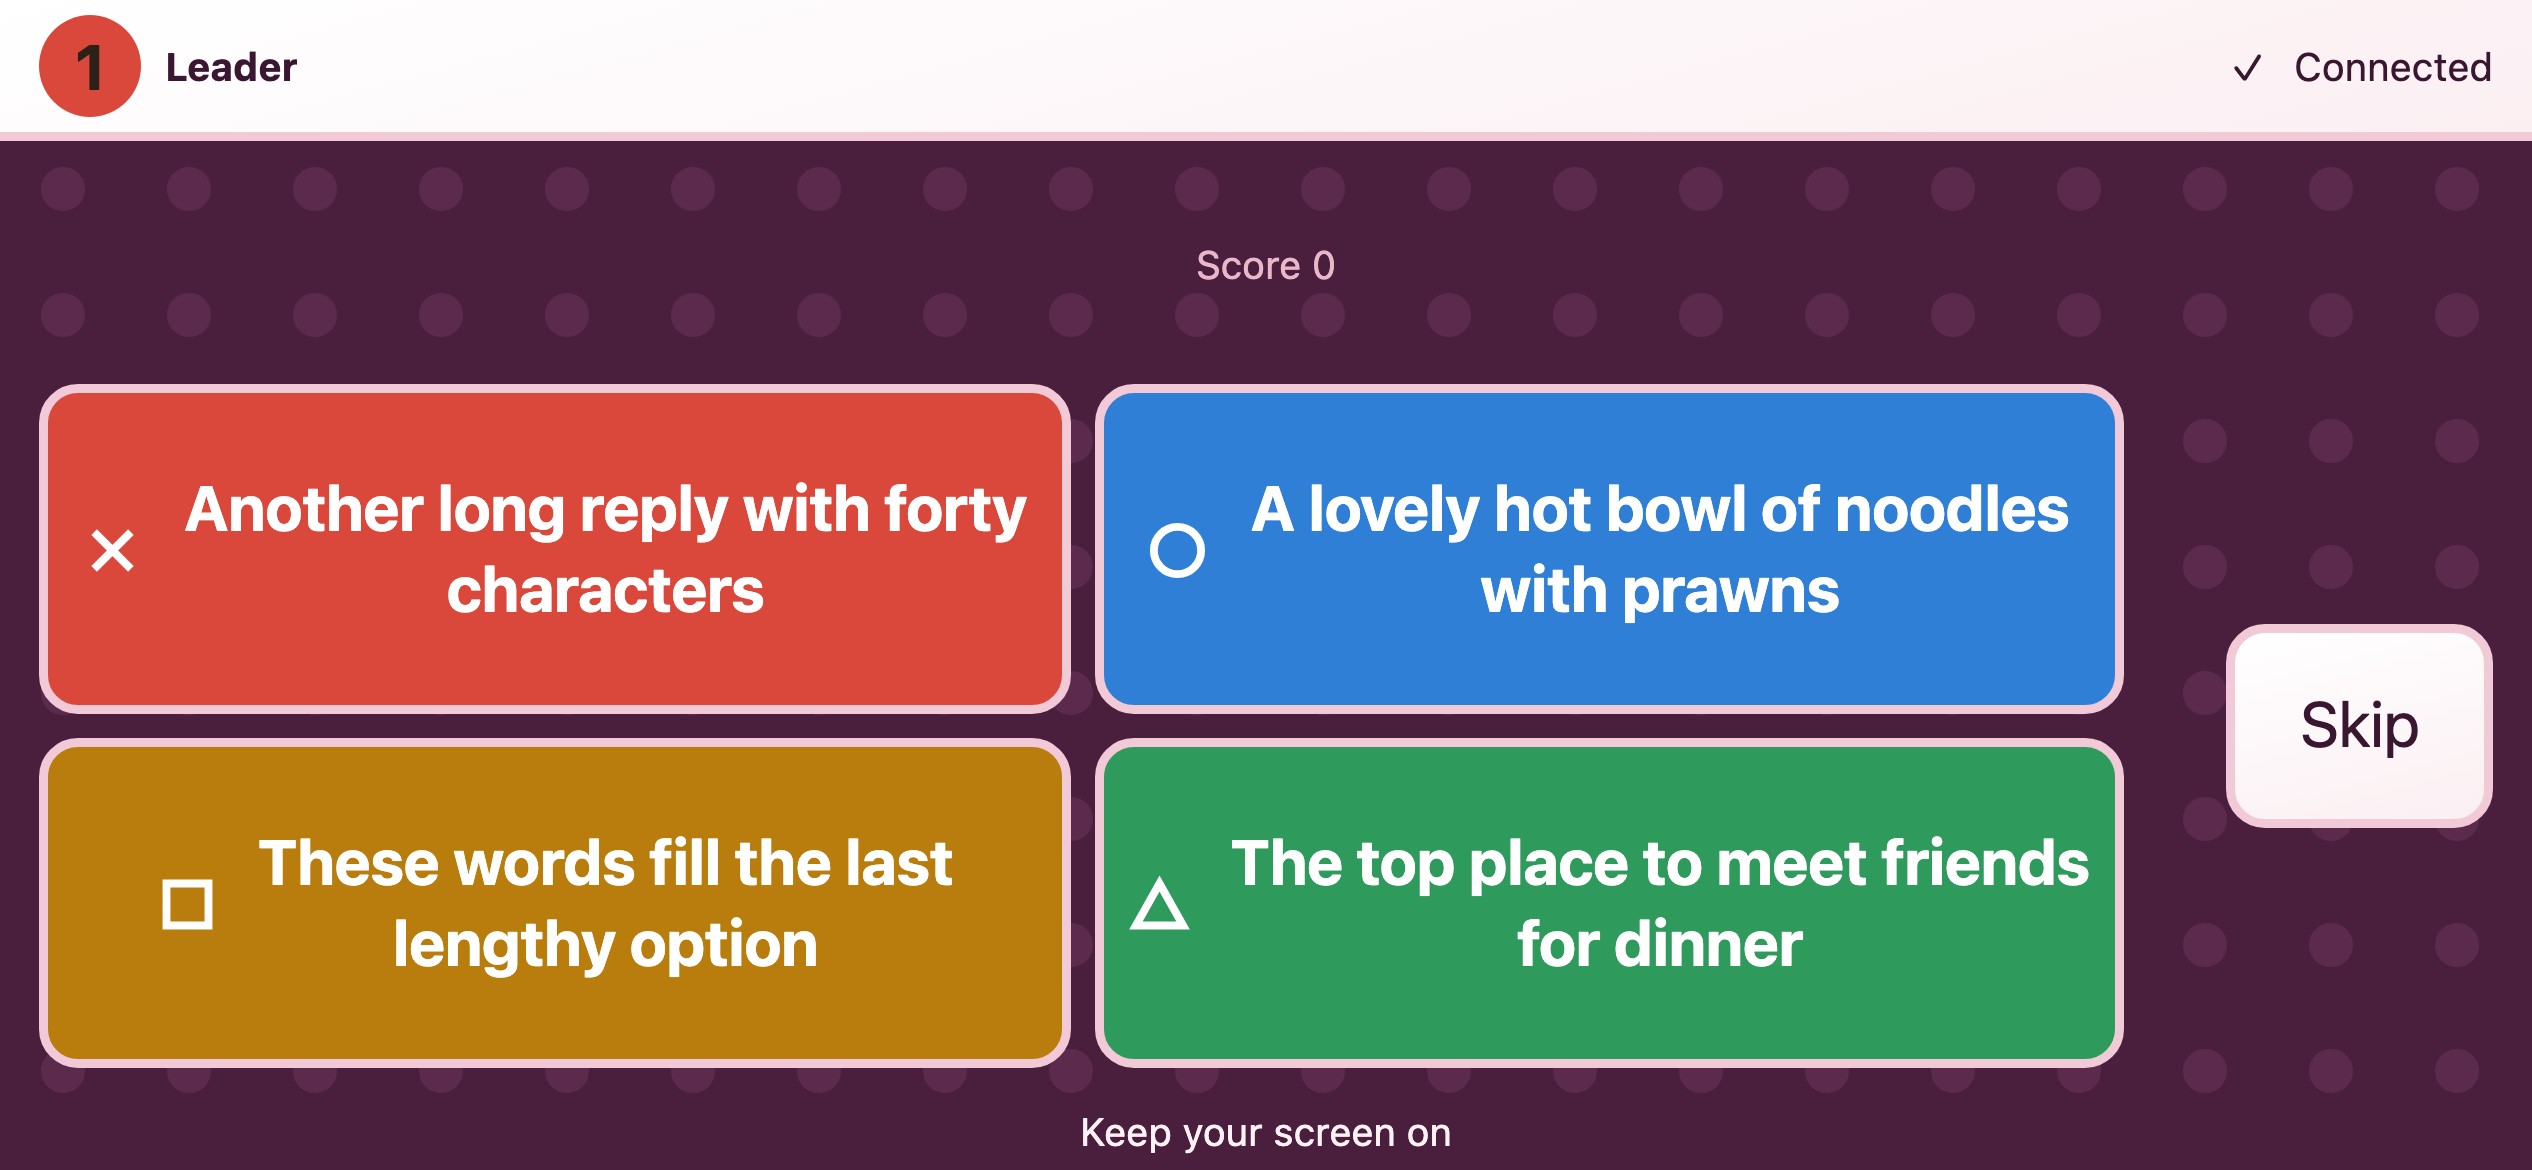 1 Leader
✓ Connected
Score 0
Another long reply with forty
characters
A lovely hot bowl of noodles
with prawns
These words fill the last
lengthy option
The top place to meet friends
for dinner
Skip
Keep your screen on